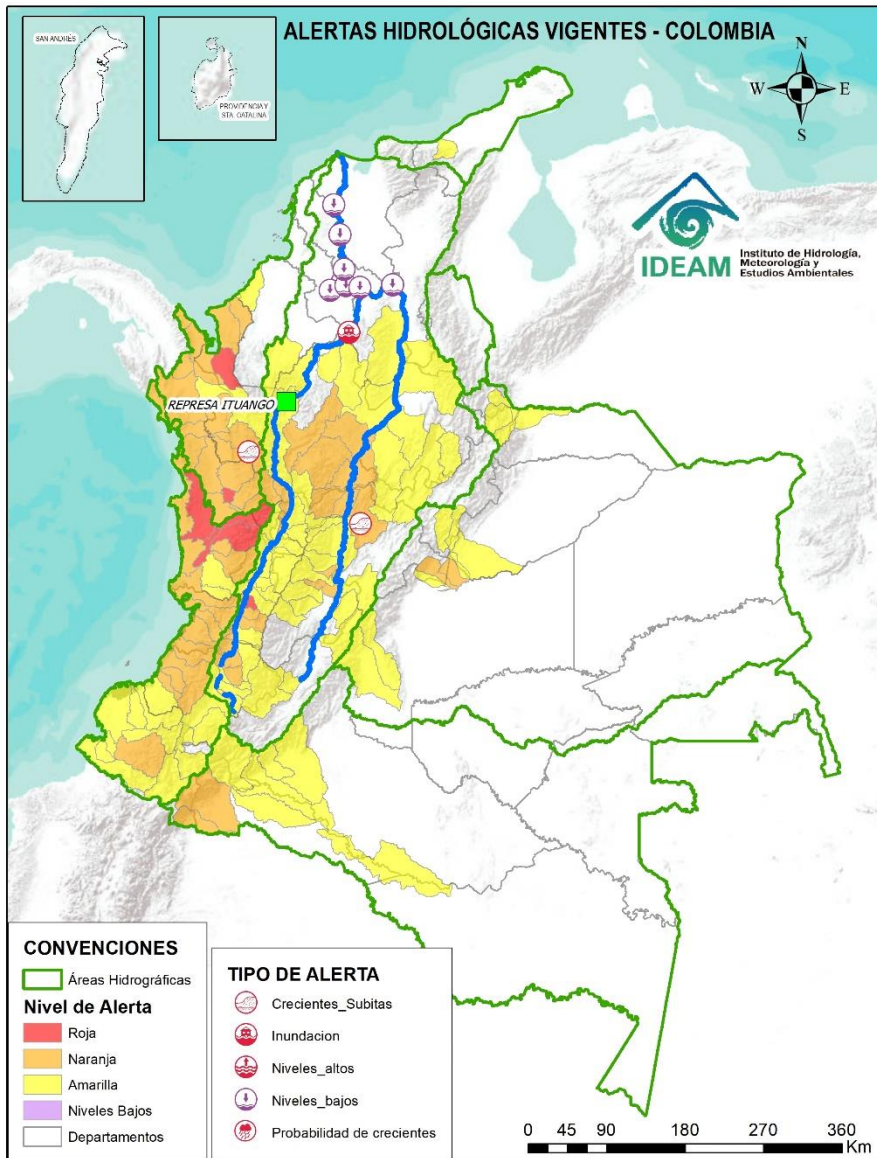 ALERTAS HIDROLÓGICAS VIGENTES - COLOMBIA
SAN ANDRÉS
PROVIDENCIA Y
STA. CATALINA
N
W
E
S
IDEAM
Instituto de Hidrología,
Meteorología y
Estudios Ambientales
REPRESA ITUANGO
CONVENCIONES
Áreas Hidrográficas
Nivel de Alerta
Roja
Naranja
Amarilla
Niveles Bajos
Departamentos
TIPO DE ALERTA
Crecientes_Subitas
Inundacion
Niveles_altos
Niveles_bajos
Probabilidad de crecientes
0 45 90 180 270 360
Km